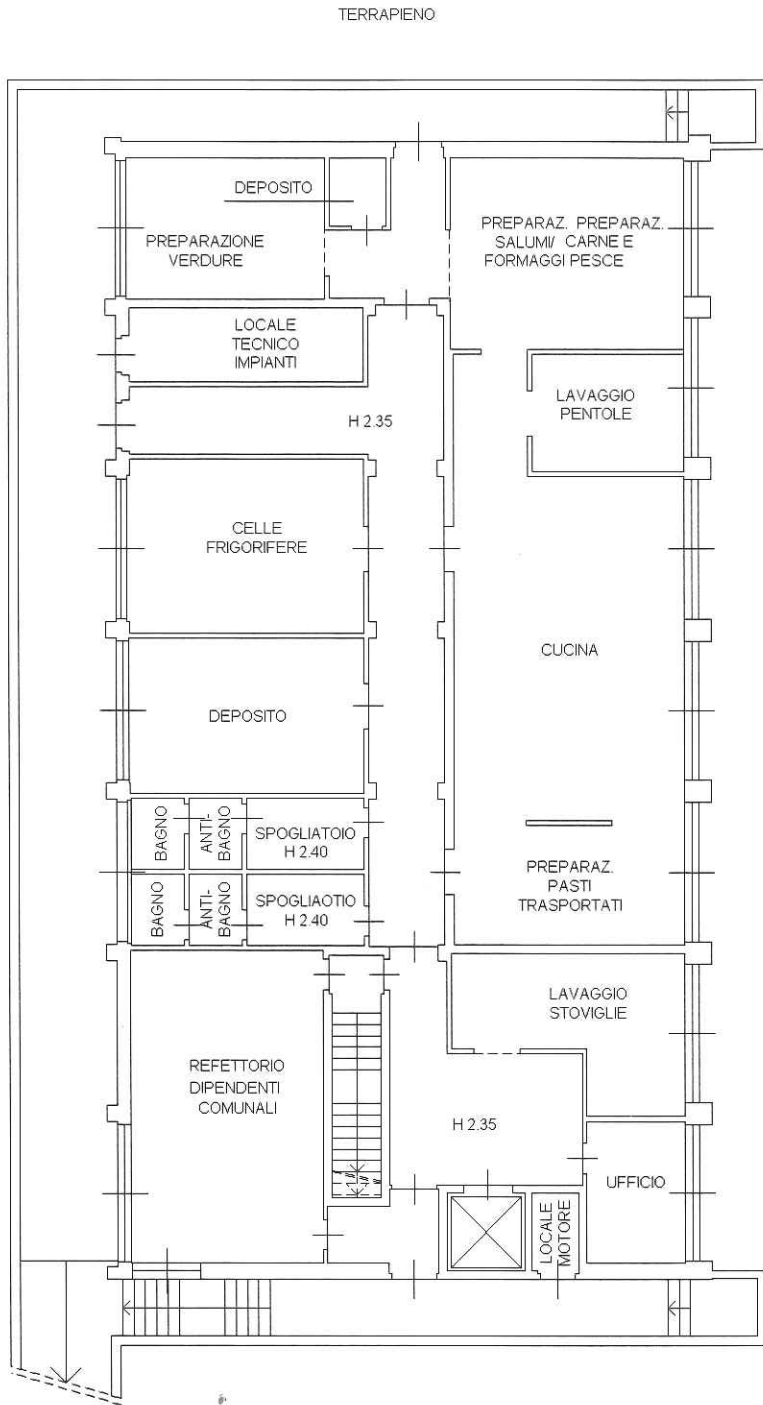 TERRAPIENO
DEPOSITO
PREPARAZIONE
VERDURE
PREPARAZ. PREPARAZ.
SALUMI/ CARNE E
FORMAGGI PESCE
LOCALE
TECNICO
IMPIANTI
LAVAGGIO
PENTOLE
H 2.35
CELLE
FRIGORIFERE
CUCINA
DEPOSITO
BAGNO
ANTI-
BAGNO
SPOGLIATOIO
H 2.40
BAGNO
ANTI-
BAGNO
SPOGLIAOTIO
H 2.40
PREPARAZ.
PASTI
TRASPORTATI
LAVAGGIO
STOVIGLIE
REFETTORIO
DIPENDENTI
COMUNALI
H 2.35
UFFICIO
LOCALE
MOTORE